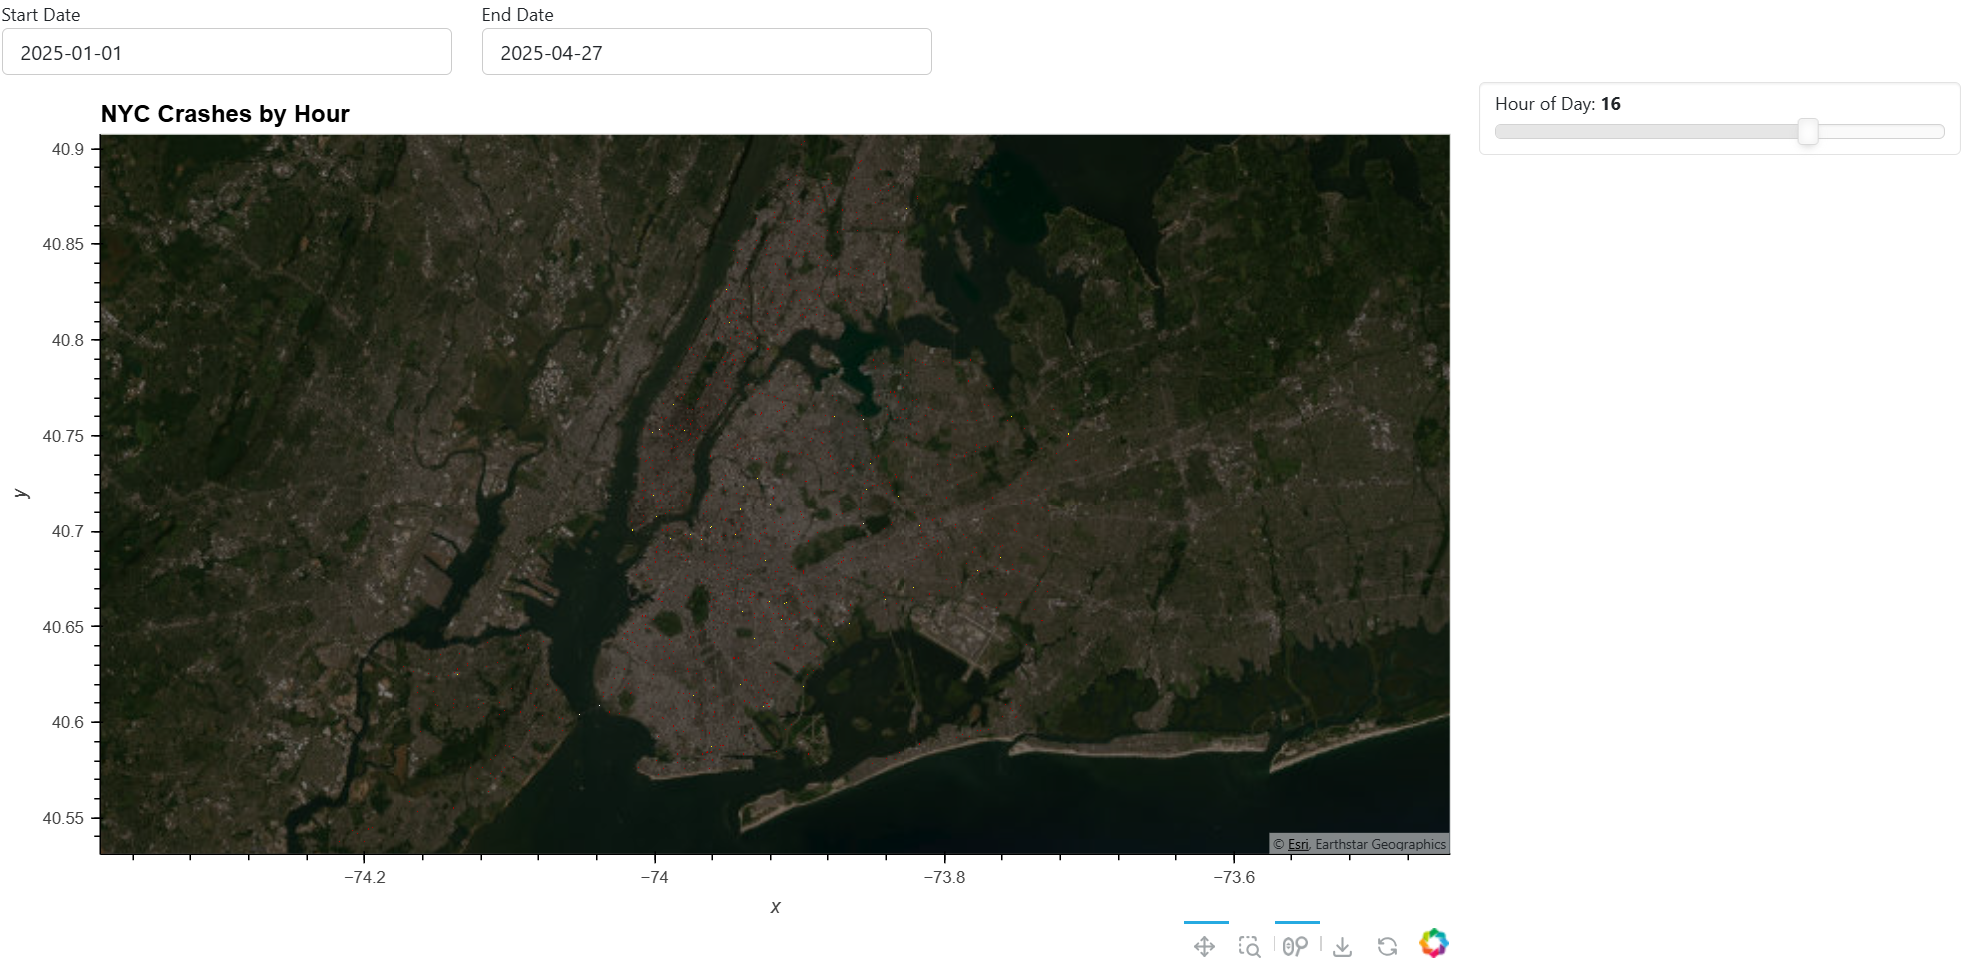 Start Date
End Date
2025-01-01
2025-04-27
Hour of Day: 16
NYC Crashes by Hour
40.9
40.85
40.8
40.75
40.7
40.65
40.6
40.55
y
−74.2
−74
−73.8
−73.6
x
© Esri, Earthstar Geographics